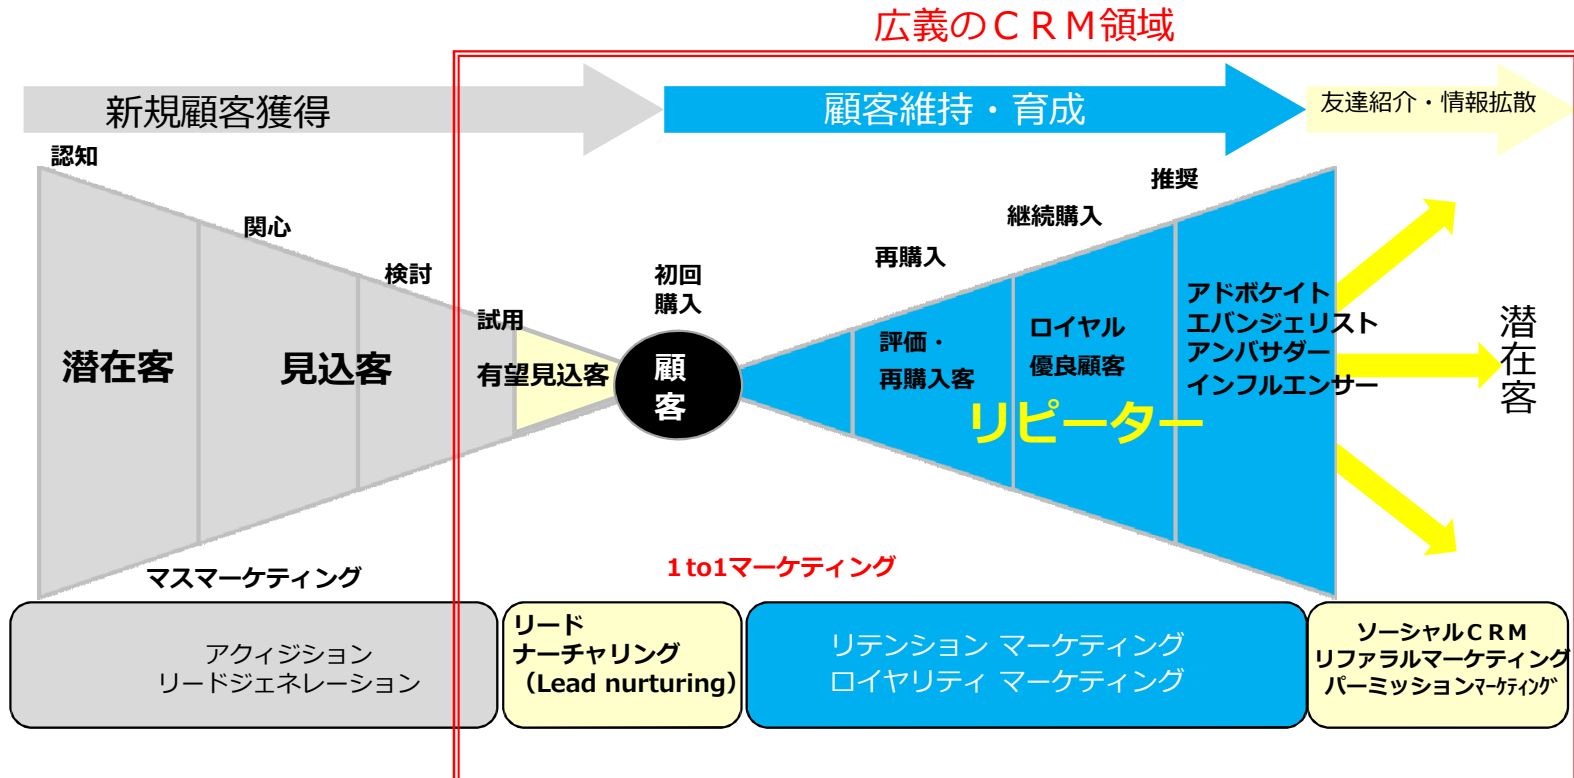 広義のＣＲＭ領域
新規顧客獲得
顧客維持・育成
友達紹介・情報拡散
認知
関心
検討
試用
初回
購入
再購入
継続購入
推奨
潜在客
見込客
有望見込客
顧
客
評価・
再購入客
ロイヤル
優良顧客
リピーター
アドボケイト
エバンジェリスト
アンバサダー
インフルエンサー
潜在客
マスマーケティング
1to1マーケティング
アクィジション
リードジェネレーション
リード
ナーチャリング
（Lead nurturing）
リテンション マーケティング
ロイヤリティ マーケティング
ソーシャルＣＲＭ
リファラルマーケティング
パーミッションﾏｰｹﾃｨﾝｸﾞ